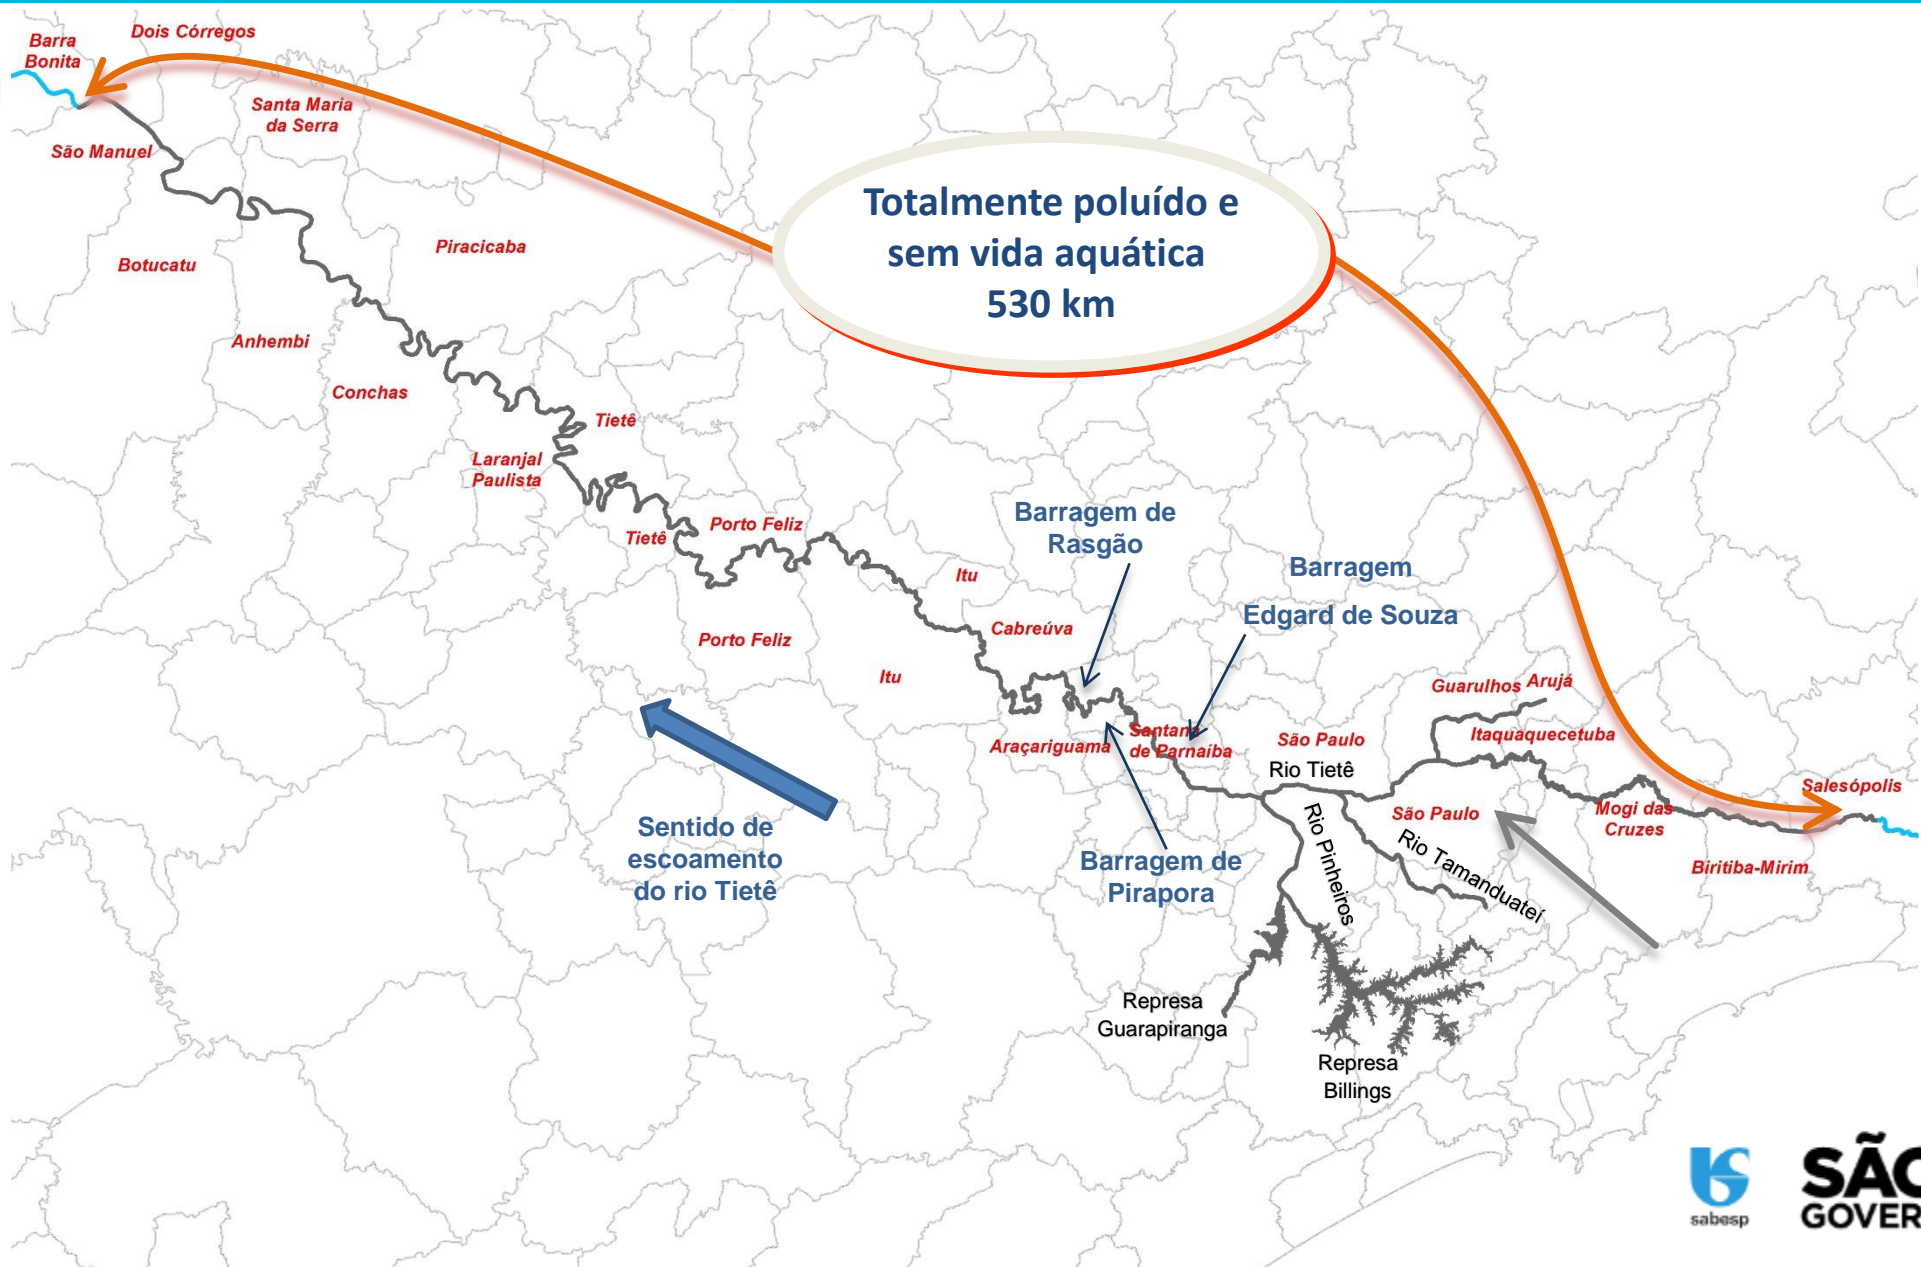 Dois Córregos
Barra
Bonita
Santa Maria
da Serra
São Manuel
Totalmente poluído e
sem vida aquática
530 km
Piracicaba
Botucatu
Anhembi
Conchas
Tietê
Laranjal
Paulista
Barragem de
Rasgão
Porto Feliz
Tietê
Itu
Barragem
Edgard de Souza
Cabreúva
Porto Feliz
Itu
Guarulhos
Arujá
Santana
de Parnaíba
Araçariguama
São Paulo
Itaquaquecetuba
Rio Tietê
Salesópolis
São Paulo
Mogi das
Cruzes
Rio Pinheiros
Rio Tamanduateí
Biritiba-Mirim
Sentido de
escoamento
do rio Tietê
Barragem de
Pirapora
Represa
Guarapiranga
Represa
Billings
sabesp
SÃO
GOVER